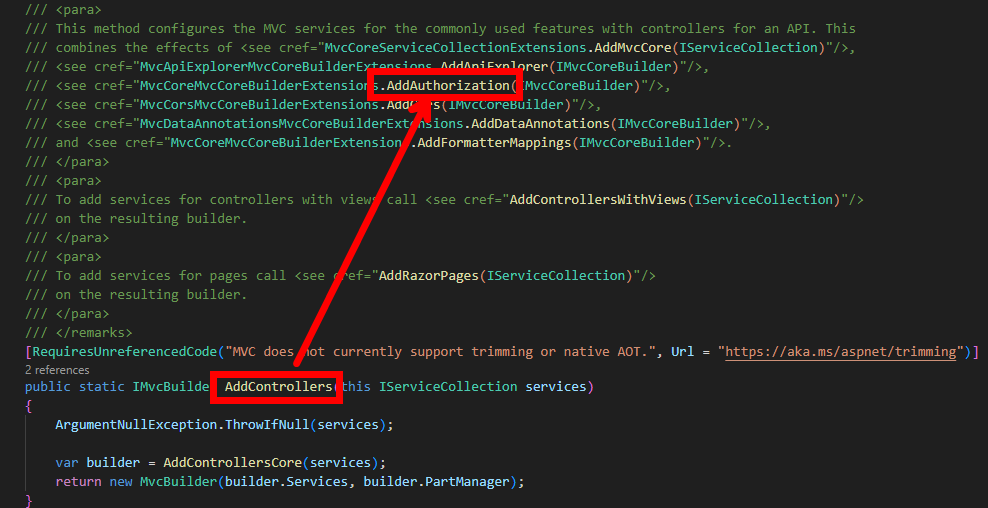 /// <para>
/// This method configures the MVC services for the commonly used features with controllers for an API. This
/// combines the effects of <see cref="MvcCoreServiceCollectionExtensions.AddMvcCore(IServiceCollection)"/>,
/// <see cref="MvcApiExplorerMvcCoreBuilderExtensions.AddApiExplorer(IMvcCoreBuilder)"/>,
/// <see cref="MvcCoreMvcCoreBuilderExtensions.AddAuthorization(IMvcCoreBuilder)"/>,
/// <see cref="MvcCorsMvcCoreBuilderExtensions.AddCors(IMvcCoreBuilder)"/>,
/// <see cref="MvcDataAnnotationsMvcCoreBuilderExtensions.AddDataAnnotations(IMvcCoreBuilder)"/>,
/// and <see cref="MvcCoreMvcCoreBuilderExtensions.AddFormatterMappings(IMvcCoreBuilder)"/>.
/// </para>
/// <para>
/// To add services for controllers with views call <see cref="AddControllersWithViews(IServiceCollection)"/>
/// on the resulting builder.
/// </para>
/// <para>
/// To add services for pages call <see cref="AddRazorPages(IServiceCollection)"/>
/// on the resulting builder.
/// </para>
/// </remarks>
[RequiresUnreferencedCode("MVC does not currently support trimming or native AOT.", Url = "https://aka.ms/aspnet/trimming")]
2 references
public static IMvcBuilder AddControllers(this IServiceCollection services)
{
ArgumentNullException.ThrowIfNull(services);
var builder = AddControllersCore(services);
return new MvcBuilder(builder.Services, builder.PartManager);
}